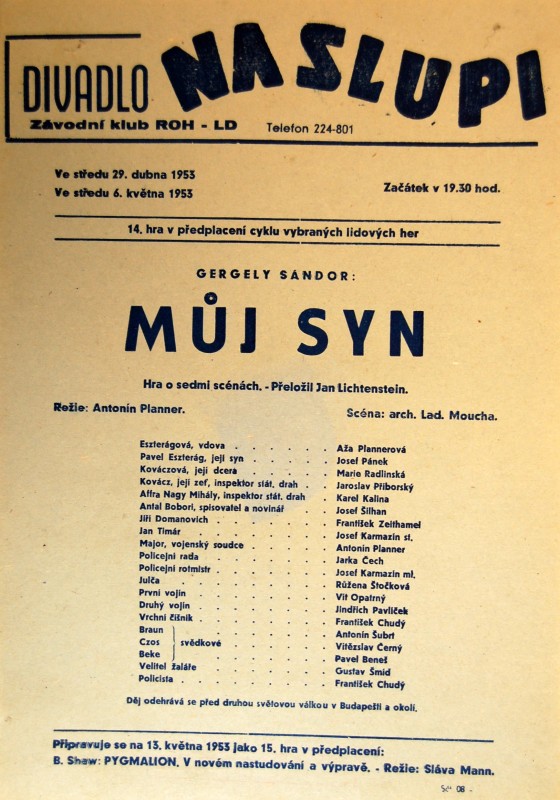 DIVADLO NA SLUPI
Závodní klub ROH - LD Telefon 224-801
Ve středu 29. dubna 1953
Ve středu 6. května 1953
Začátek v 19.30 hod.
14. hra v předplacení cyklu vybraných lidových her
GERGELY SÁNDOR:
MŮJ SYN
Hra o sedmi scénách. - Přeložil Jan Lichtenstein.
Režie: Antonín Planner. Scéna: arch. Lad. Moucha.
Eszterágová, vdova . . . . . . Aža Plannerová
Pavel Eszterág, její syn . . . . . . Josef Pánek
Kováczová, její dcera . . . . . . Marie Radlinská
Kovácz, její zeť, inspektor stát. drah . Jaroslav Příborský
Affra Nagy Mihály, inspektor stát. drah . Karel Kalina
Antal Bobori, spisovatel a novinář . . Josef Šilhan
Jiří Domanovich . . . . . . František Zeithamel
Jan Timár . . . . . . Josef Karmazin st.
Major, vojenský soudce . . . . . . Antonín Planner
Policejní rada . . . . . . Jarka Čech
Policejní rotmistr . . . . . . Josef Karmazin ml.
Julča . . . . . . Růžena Štočková
První vojín . . . . . . Vít Opatrný
Druhý vojín . . . . . . Jindřich Pavlíček
Vrchní číšník . . . . . . František Chudý
Braun . . . . . . Antonín Šubrt
Czos svědkové . . . . . . Vítězslav Černý
Beke . . . . . . Pavel Beneš
Velitel žaláře . . . . . . Gustav Šmíd
Policista . . . . . . František Chudý
Děj odehrává se před druhou světovou válkou v Budapešti a okolí.
Připravuje se na 13. května 1953 jako 15. hra v předplacení:
B. Shaw: PYGMALION. V novém nastudování a výpravě. - Režie: Sláva Mann.